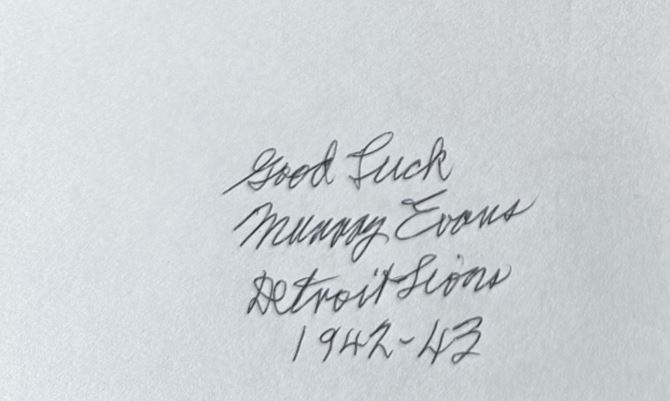 Good Luck
Murray Evans
Detroit Lions
1942-43